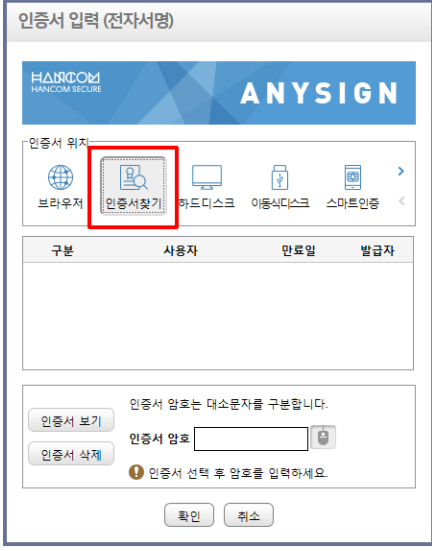 인증서 입력 (전자서명)
HANCOM
HANCOM SECURE
ANYSIGN
인증서 위치
브라우저 인증서찾기 하드디스크 이동식디스크 스마트인증
구분 사용자 만료일 발급자
인증서 보기
인증서 삭제
인증서 암호는 대소문자를 구분합니다.
인증서 암호
인증서 선택 후 암호를 입력하세요.
확인 취소